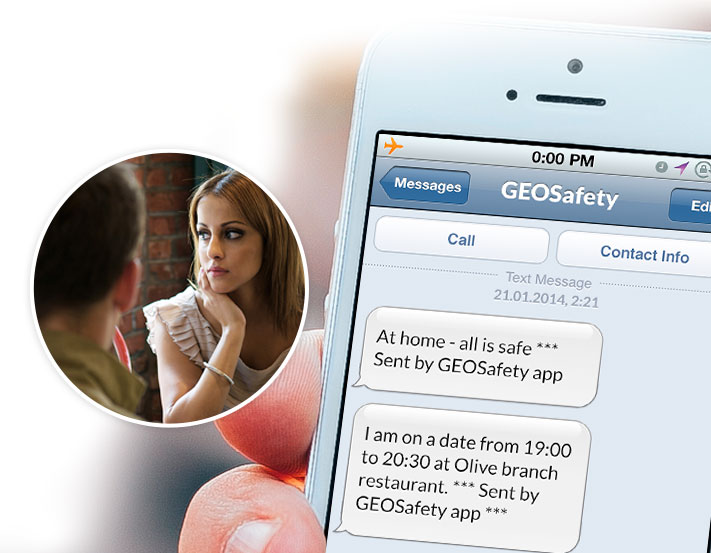 0:00 PM
Messages
GEOSafety
Call
Contact Info
Text Message
21.01.2014, 2:21
At home - all is safe ***
Sent by GEOSafety app
I am on a date from 19:00
to 20:30 at Olive branch
restaurant. *** Sent by
GEOSafety app ***